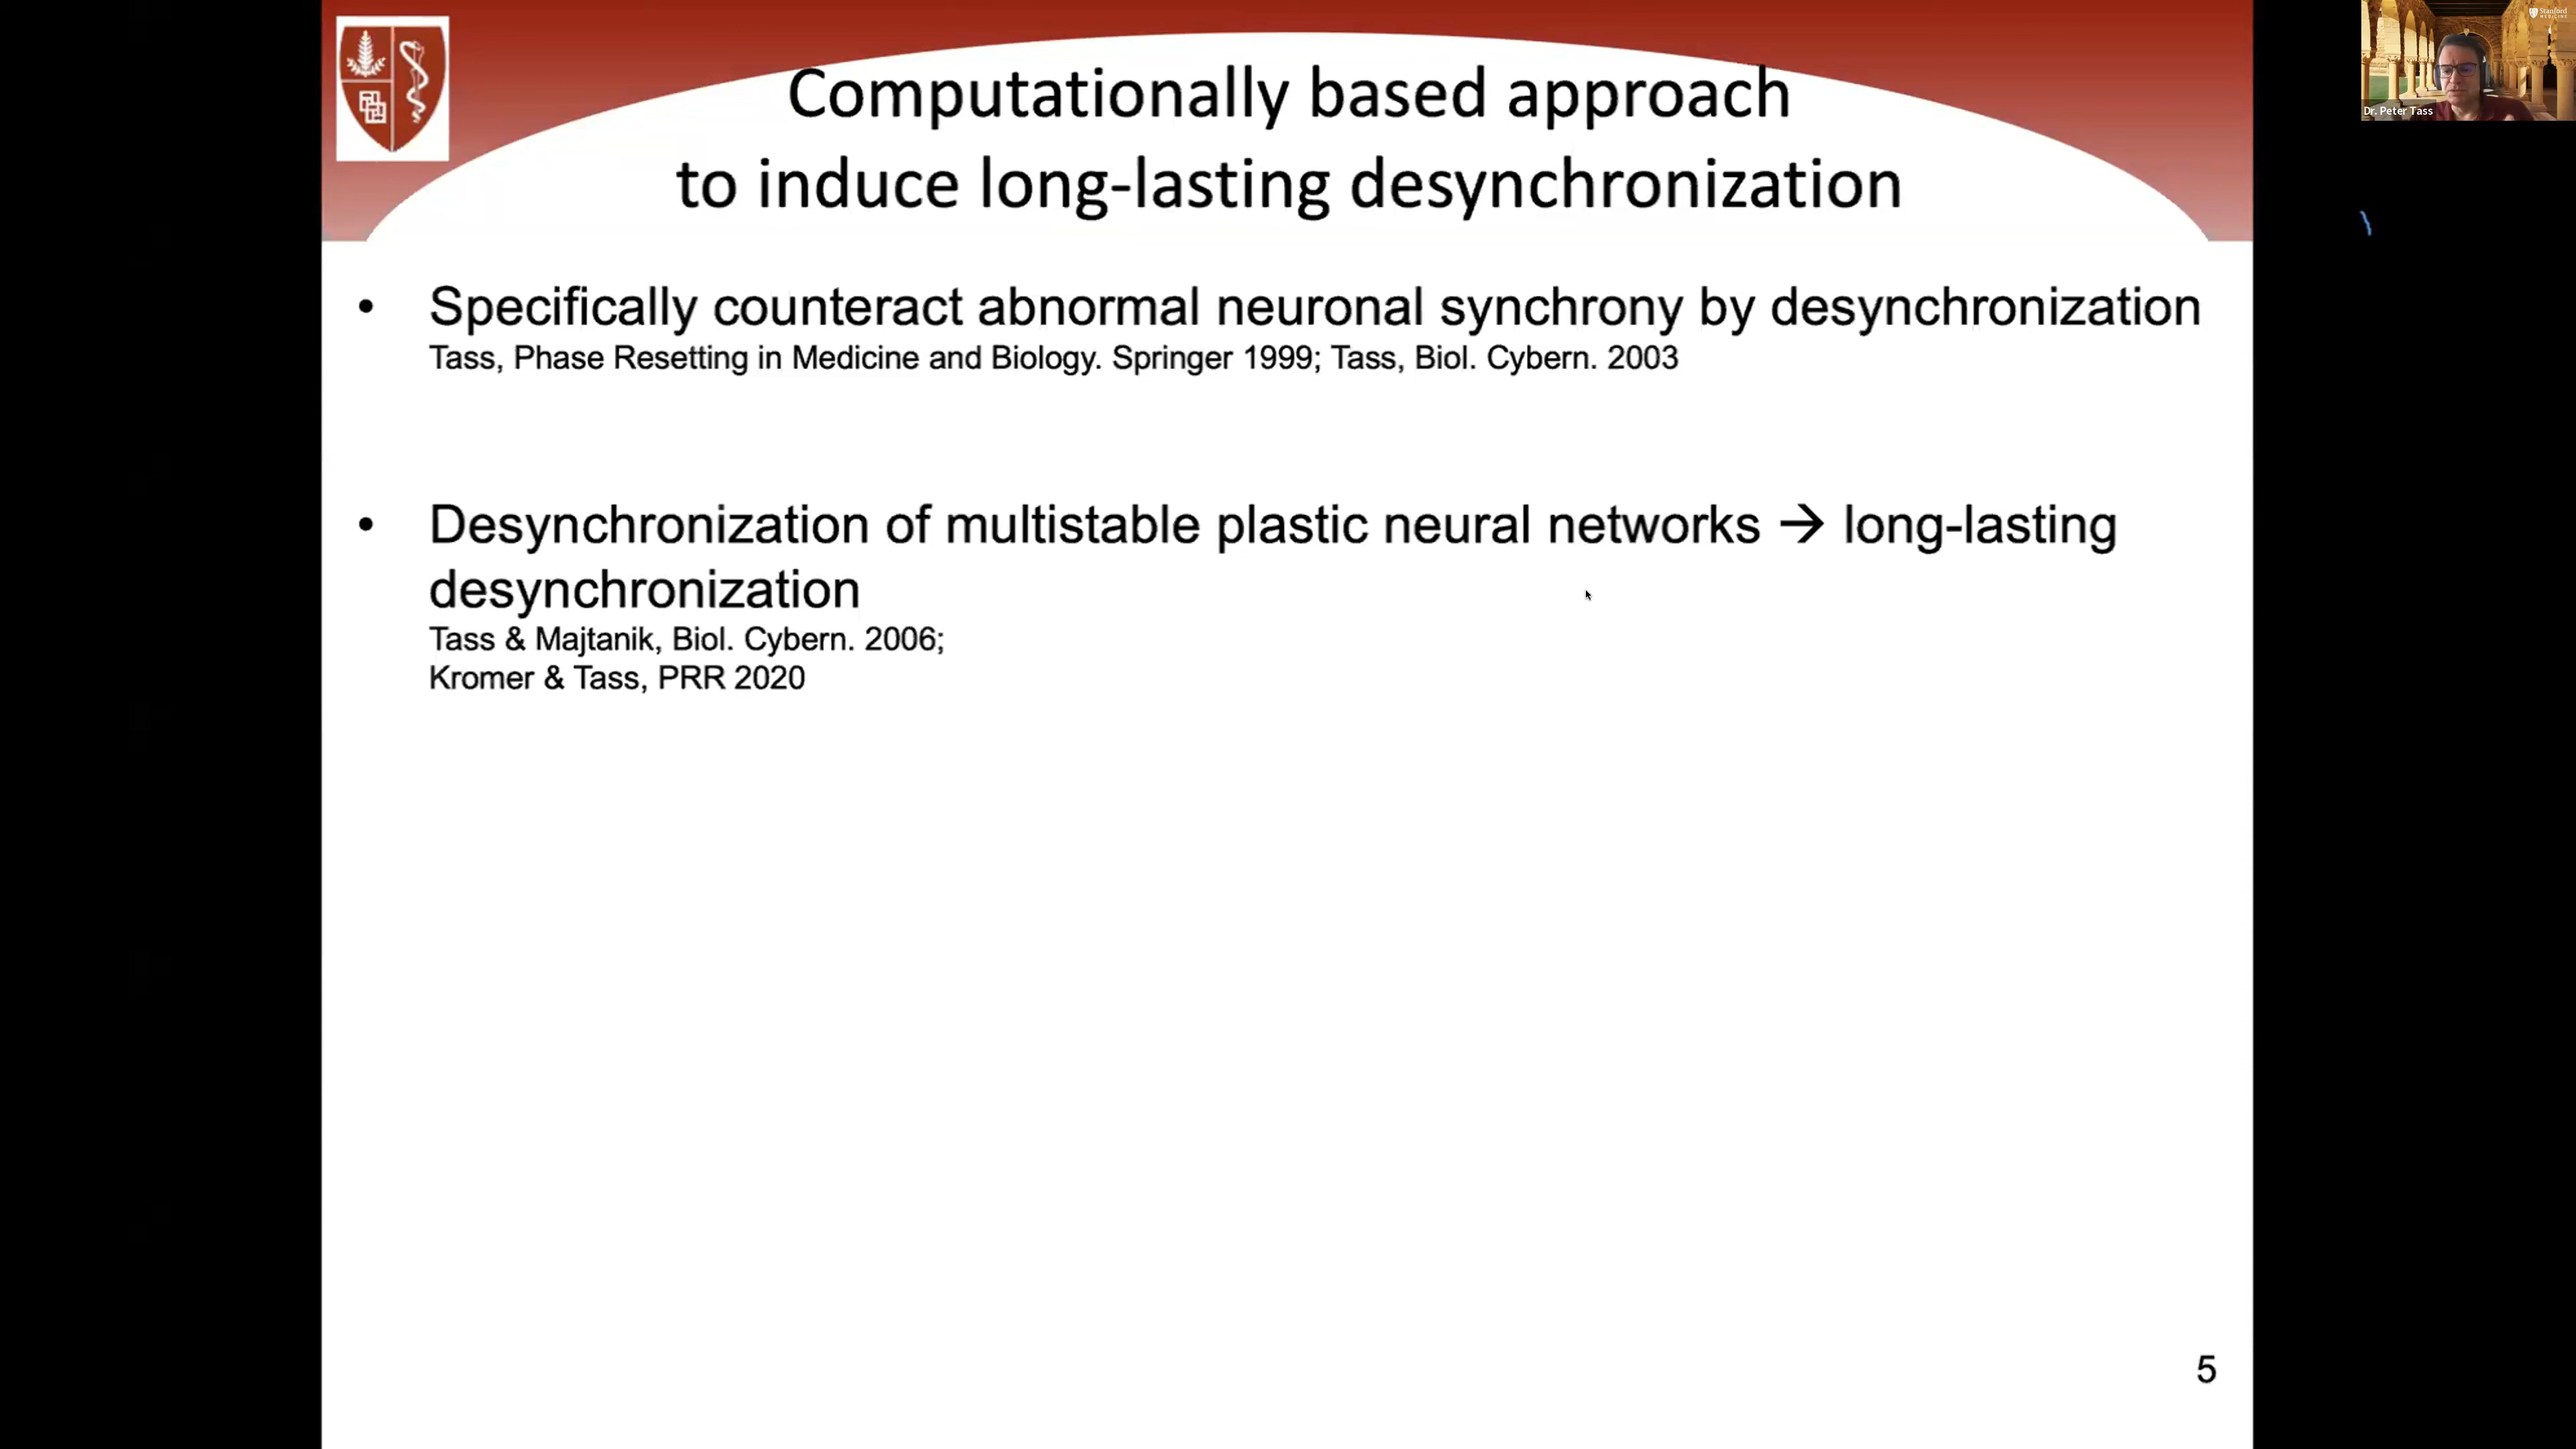 Computationally based approach
to induce long-lasting desynchronization
• Specifically counteract abnormal neuronal synchrony by desynchronization
Tass, Phase Resetting in Medicine and Biology. Springer 1999; Tass, Biol. Cybern. 2003
• Desynchronization of multistable plastic neural networks → long-lasting
desynchronization
Tass & Majtanik, Biol. Cybern. 2006;
Kromer & Tass, PRR 2020
5
Stanford
MEDICINE
Dr. Peter Tass